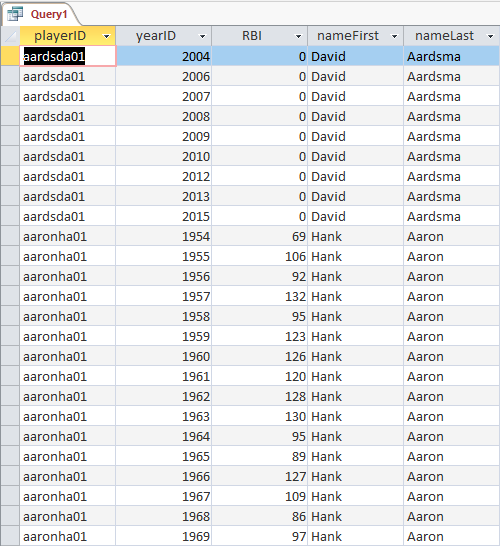 Query1
playerID yearID RBI nameFirst nameLast
aardsda01 2004 0 David Aardsma
aardsda01 2006 0 David Aardsma
aardsda01 2007 0 David Aardsma
aardsda01 2008 0 David Aardsma
aardsda01 2009 0 David Aardsma
aardsda01 2010 0 David Aardsma
aardsda01 2012 0 David Aardsma
aardsda01 2013 0 David Aardsma
aardsda01 2015 0 David Aardsma
aaronha01 1954 69 Hank Aaron
aaronha01 1955 106 Hank Aaron
aaronha01 1956 92 Hank Aaron
aaronha01 1957 132 Hank Aaron
aaronha01 1958 95 Hank Aaron
aaronha01 1959 123 Hank Aaron
aaronha01 1960 126 Hank Aaron
aaronha01 1961 120 Hank Aaron
aaronha01 1962 128 Hank Aaron
aaronha01 1963 130 Hank Aaron
aaronha01 1964 95 Hank Aaron
aaronha01 1965 89 Hank Aaron
aaronha01 1966 127 Hank Aaron
aaronha01 1967 109 Hank Aaron
aaronha01 1968 86 Hank Aaron
aaronha01 1969 97 Hank Aaron